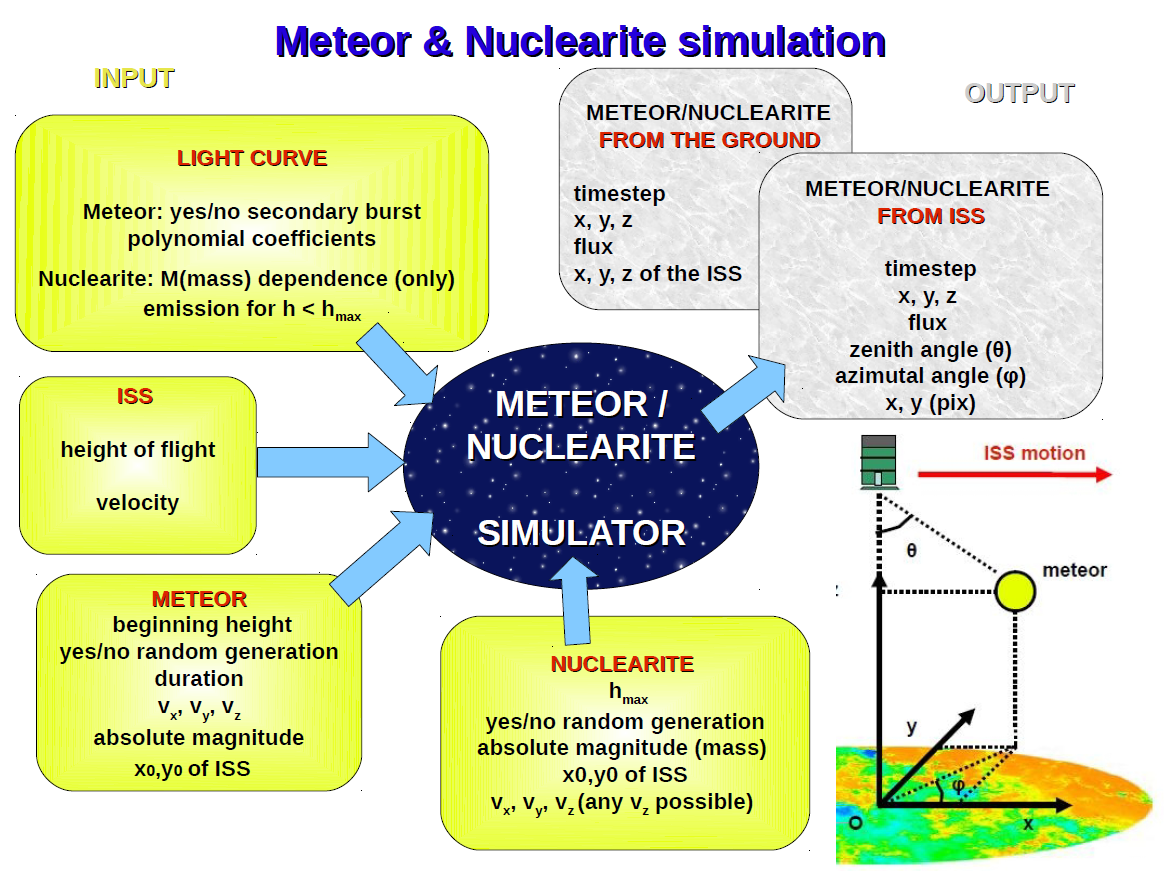 Meteor & Nuclearite simulation
INPUT
OUTPUT
LIGHT CURVE
Meteor: yes/no secondary burst
polynomial coefficients
Nuclearite: M(mass) dependence (only)
emission for h < hmax
ISS
height of flight
velocity
METEOR
beginning height
yes/no random generation
duration
vx, vy, vz
absolute magnitude
x0,y0 of ISS
METEOR /
NUCLEARITE
SIMULATOR
NUCLEARITE
hmax
yes/no random generation
absolute magnitude (mass)
x0,y0 of ISS
vx, vy, vz (any vz possible)
METEOR/NUCLEARITE
FROM THE GROUND
timestep
x, y, z
flux
x, y, z of the ISS
METEOR/NUCLEARITE
FROM ISS
timestep
x, y, z
flux
zenith angle (θ)
azimutal angle (φ)
x, y (pix)
ISS motion
θ
meteor
y
φ
O
x